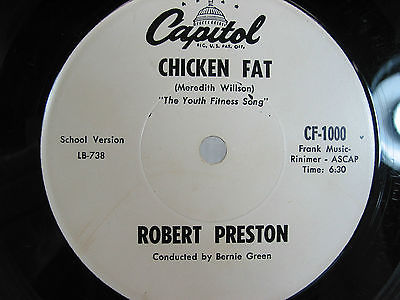 Capitol
REG. U.S. PAT. OFF.
CHICKEN FAT
(Meredith Willson)
"The Youth Fitness Song"
School Version
LB-738
CF-1000
Frank Music-
Rinimer - ASCAP
Time: 6:30
ROBERT PRESTON
Conducted by Bernie Green